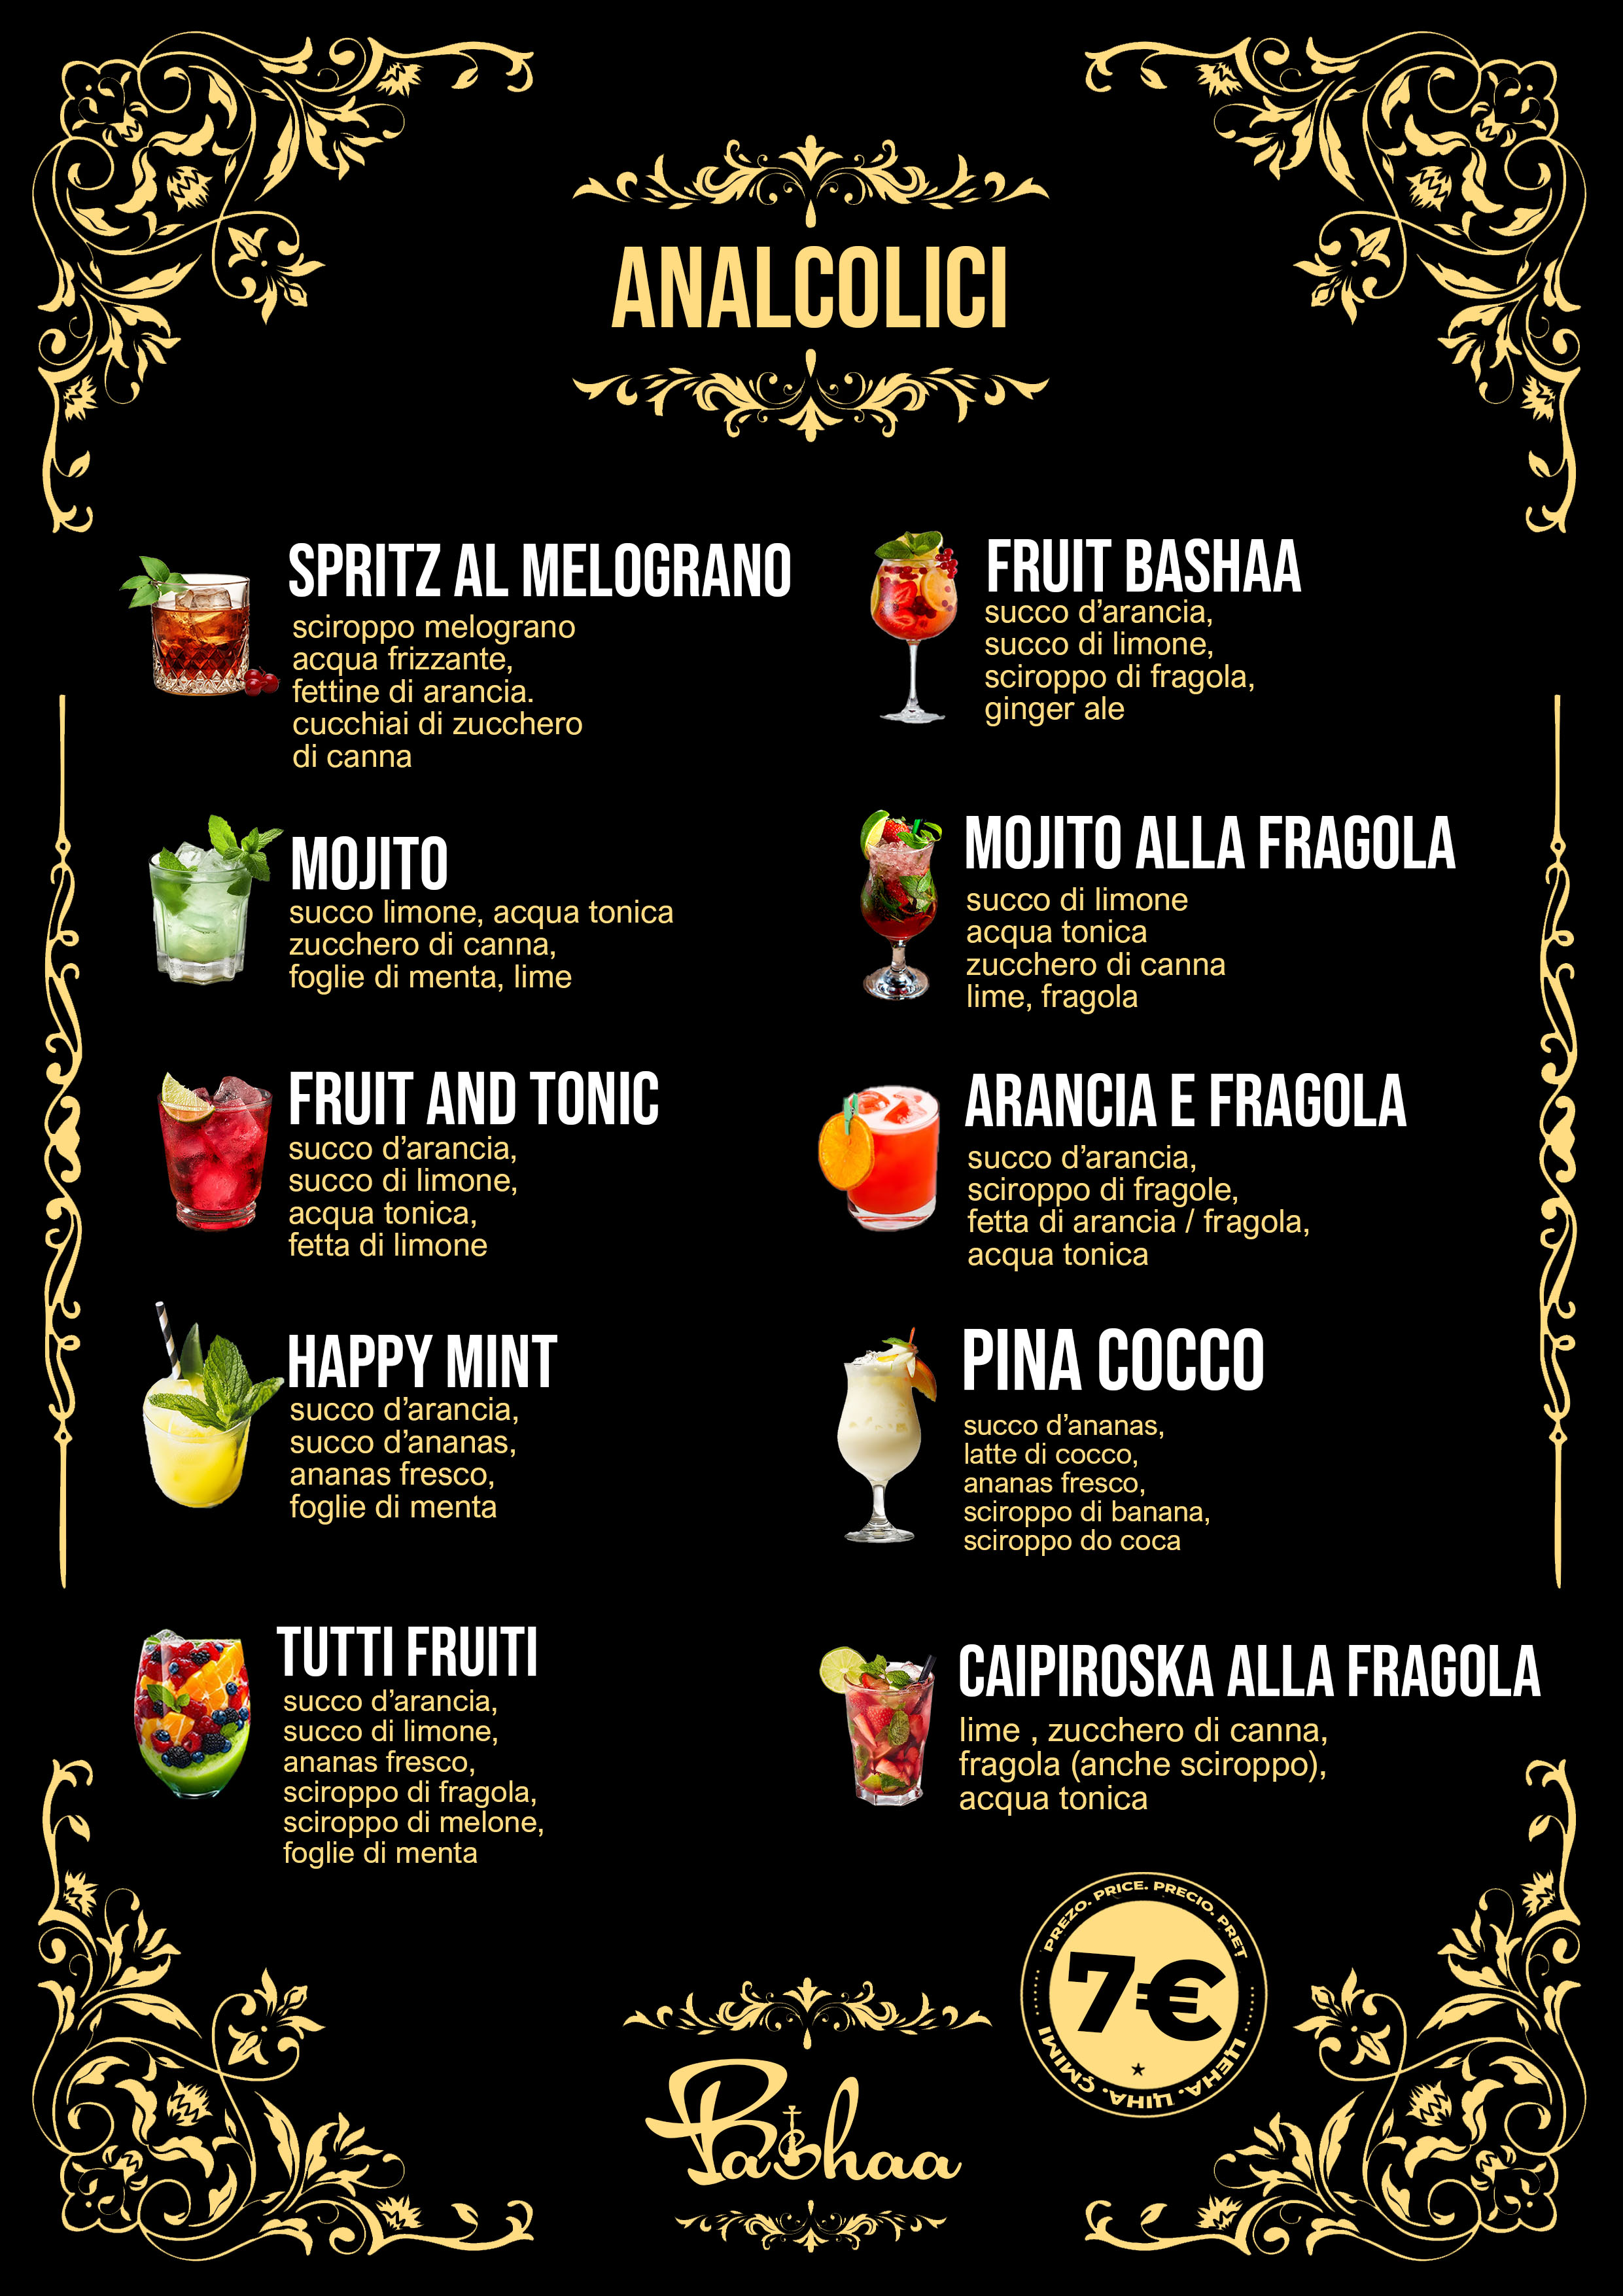 ANALCOLICI
SPRITZ AL MELOGRANO
sciroppo melograno
acqua frizzante,
fettine di arancia.
cucchiai di zucchero
di canna
FRUIT BASHAA
succo d’arancia,
succo di limone,
sciroppo di fragola,
ginger ale
MOJITO
succo limone, acqua tonica
zucchero di canna,
foglie di menta, lime
MOJITO ALLA FRAGOLA
succo di limone
acqua tonica
zucchero di canna
lime, fragola
FRUIT AND TONIC
succo d’arancia,
succo di limone,
acqua tonica,
fetta di limone
ARANCIA E FRAGOLA
succo d’arancia,
sciroppo di fragole,
fetta di arancia / fragola,
acqua tonica
HAPPY MINT
succo d’arancia,
succo d’ananas,
ananas fresco,
foglie di menta
PINA COCCO
succo d’ananas,
latte di cocco,
ananas fresco,
sciroppo di banana,
sciroppo do coca
TUTTI FRUITI
succo d’arancia,
succo di limone,
ananas fresco,
sciroppo di fragola,
sciroppo di melone,
foglie di menta
CAIPIROSKA ALLA FRAGOLA
lime , zucchero di canna,
fragola (anche sciroppo),
acqua tonica
PREZO. PRICE. PRECIO. PRET
7€
ЦЕНА. ЦІНА. ÇMIMI
Bashaa